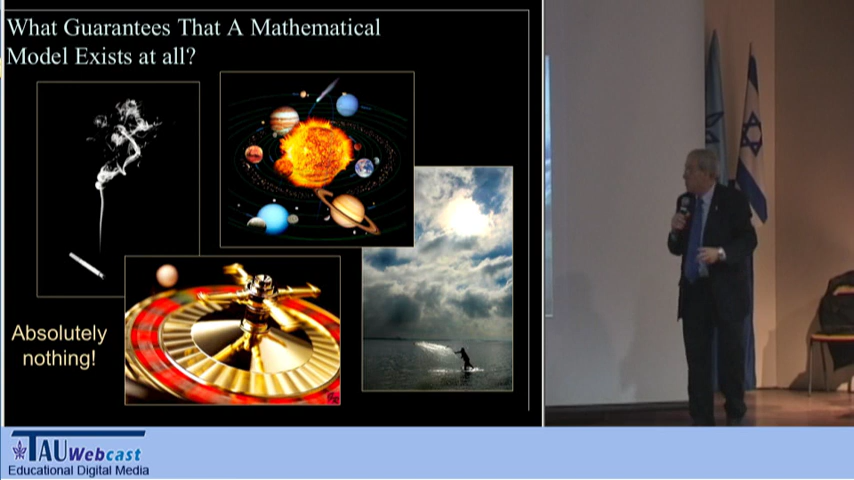 What Guarantees That A Mathematical
Model Exists at all?
Absolutely
nothing!
TAUWebcast
Educational Digital Media